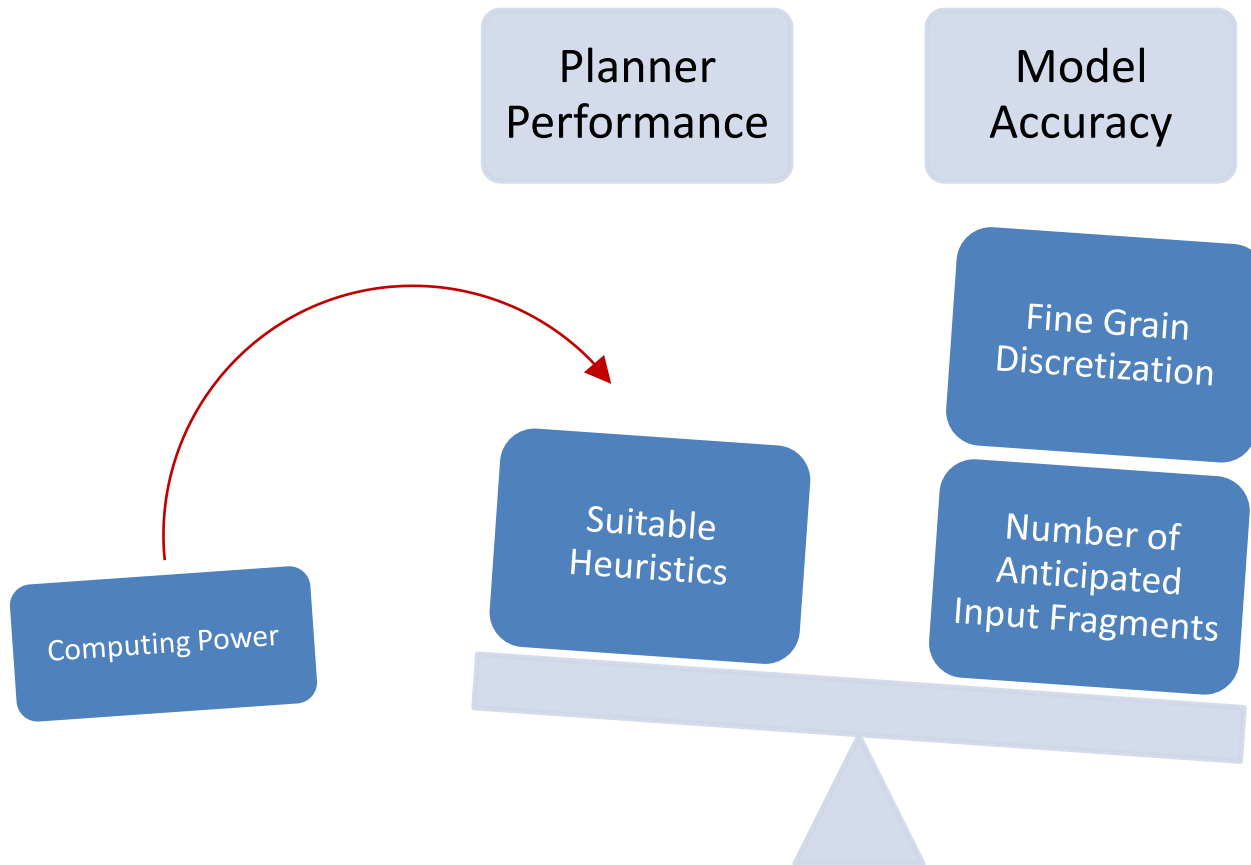 Planner
Performance
Model
Accuracy
Fine Grain
Discretization
Suitable
Heuristics
Number of
Anticipated
Input Fragments
Computing Power